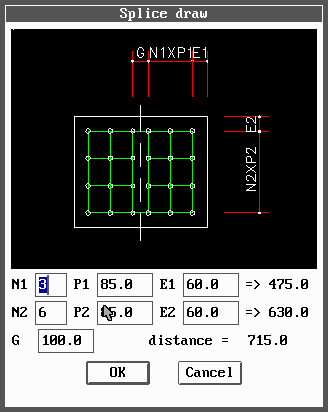 Splice draw
G N1XP1 E1
E2
N2XP2
N1 3 P1 85.0 E1 60.0 => 475.0
N2 6 P2 5.0 E2 60.0 => 630.0
G 100.0 distance = 715.0
OK Cancel